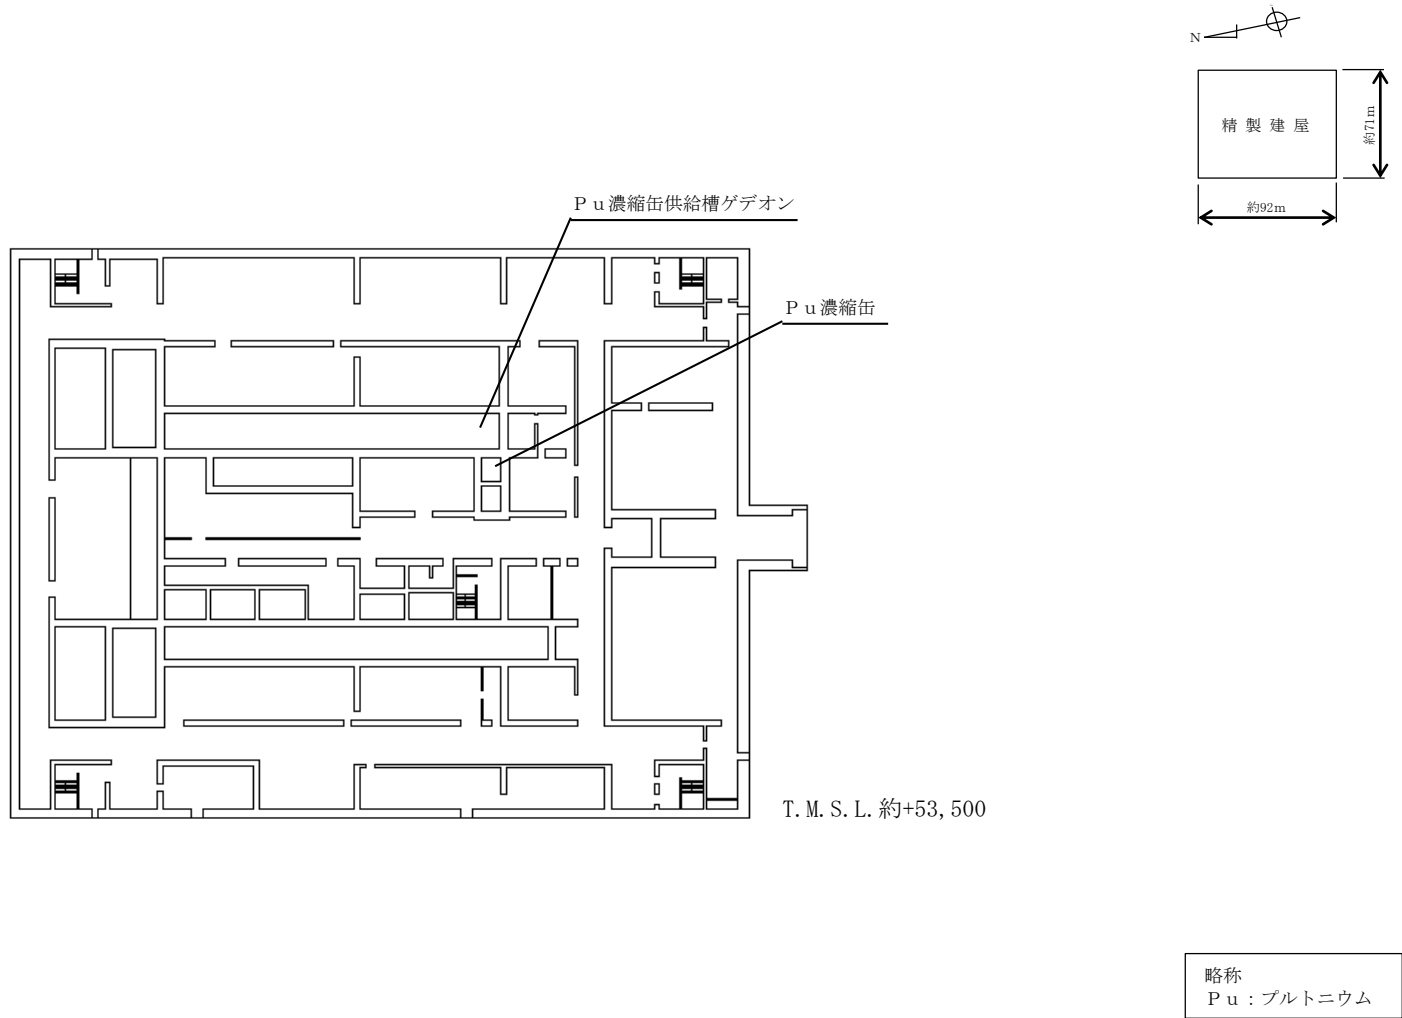 N
精製建屋
約71m
約92m
Ｐｕ濃縮缶供給槽ゲデオン
Ｐｕ濃縮缶
T.M.S.L.約+53,500
略称
Ｐｕ：プルトニウム